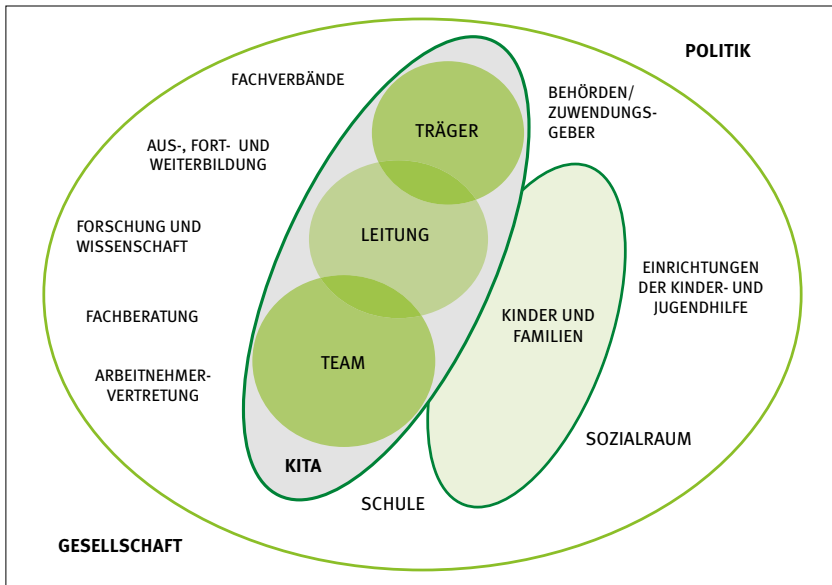 POLITIK
FACHVERBÄNDE
BEHÖRDEN/
ZUWENDUNGS-
GEBER
TRÄGER
AUS-, FORT- UND
WEITERBILDUNG
FORSCHUNG UND
WISSENSCHAFT
LEITUNG
EINRICHTUNGEN
DER KINDER- UND
JUGENDHILFE
FACHBERATUNG
KINDER UND
FAMILIEN
TEAM
ARBEITNEHMER-
VERTRETUNG
SOZIALRAUM
KITA
SCHULE
GESELLSCHAFT